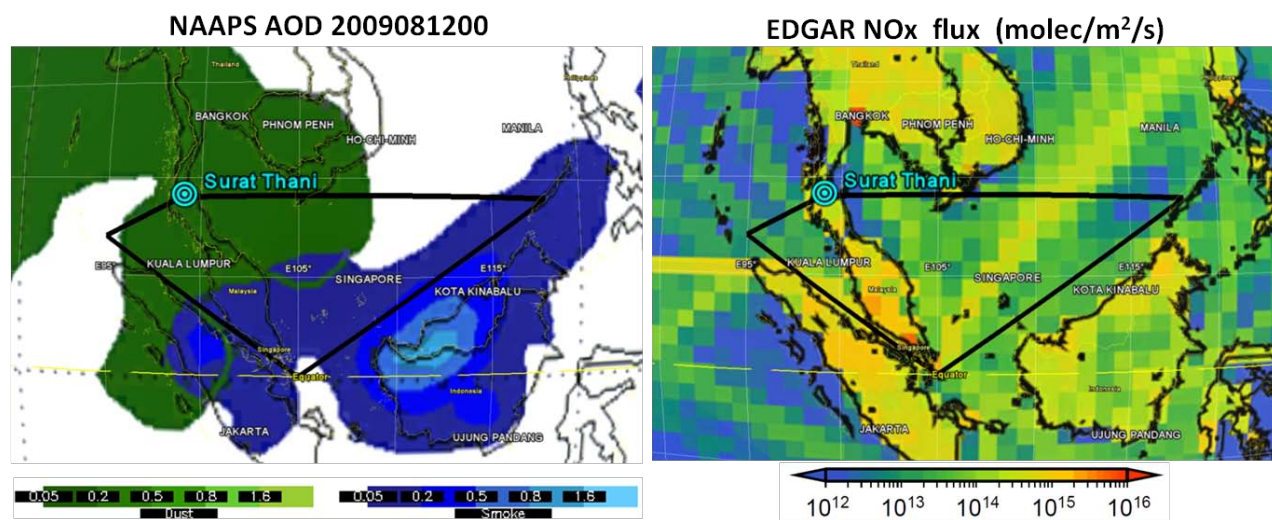 NAAPS AOD 2009081200
Thailand
Philippines
BANGKOK
PHNOM PENH
HO-CHI-MINH
MANILA
Surat Thani
E95°
KUALA LUMPUR
E105°
SINGAPORE
E115°
KOTA KINABALU
Malaysia
Singapore
Equator
Indonesia
JAKARTA
UJUNG PANDANG
0.05 0.2 0.5 0.8 1.6
Dust
0.05 0.2 0.5 0.8 1.6
Smoke
EDGAR NOx flux (molec/m²/s)
Thailand
Philippines
BANGKOK
PHNOM PENH
HO-CHI-MINH
MANILA
Surat Thani
E95°
KUALA LUMPUR
E105°
SINGAPORE
E115°
KOTA KINABALU
Malaysia
Singapore
Equator
Indonesia
JAKARTA
UJUNG PANDANG
10¹² 10¹³ 10¹⁴ 10¹⁵ 10¹⁶